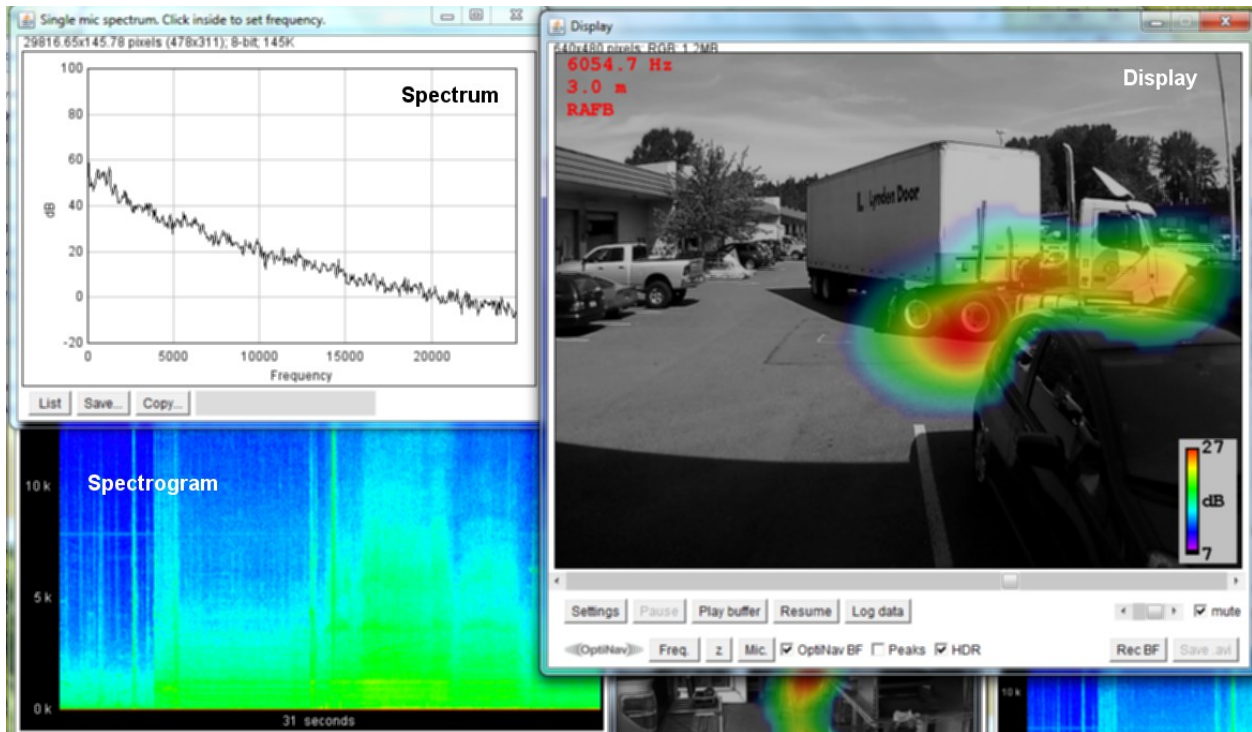 Single mic spectrum. Click inside to set frequency.
29816.65x145.78 pixels (478x311); 8-bit; 145K
100
80
60
40
20
0
-20
dB
Spectrum
0 5000 10000 15000 20000
Frequency
List Save... Copy...
10 k
5 k
0 k
Spectrogram
31 seconds
Display
640x480 pixels; RGB; 1.2MB
6054.7 Hz
3.0 m
RAFB
Display
L Lynden Door
27
dB
7
Settings Pause Play buffer Resume Log data mute
(OptiNav) Freq. z Mic. OptiNav BF Peaks HDR Rec BF Save .avi
10 k